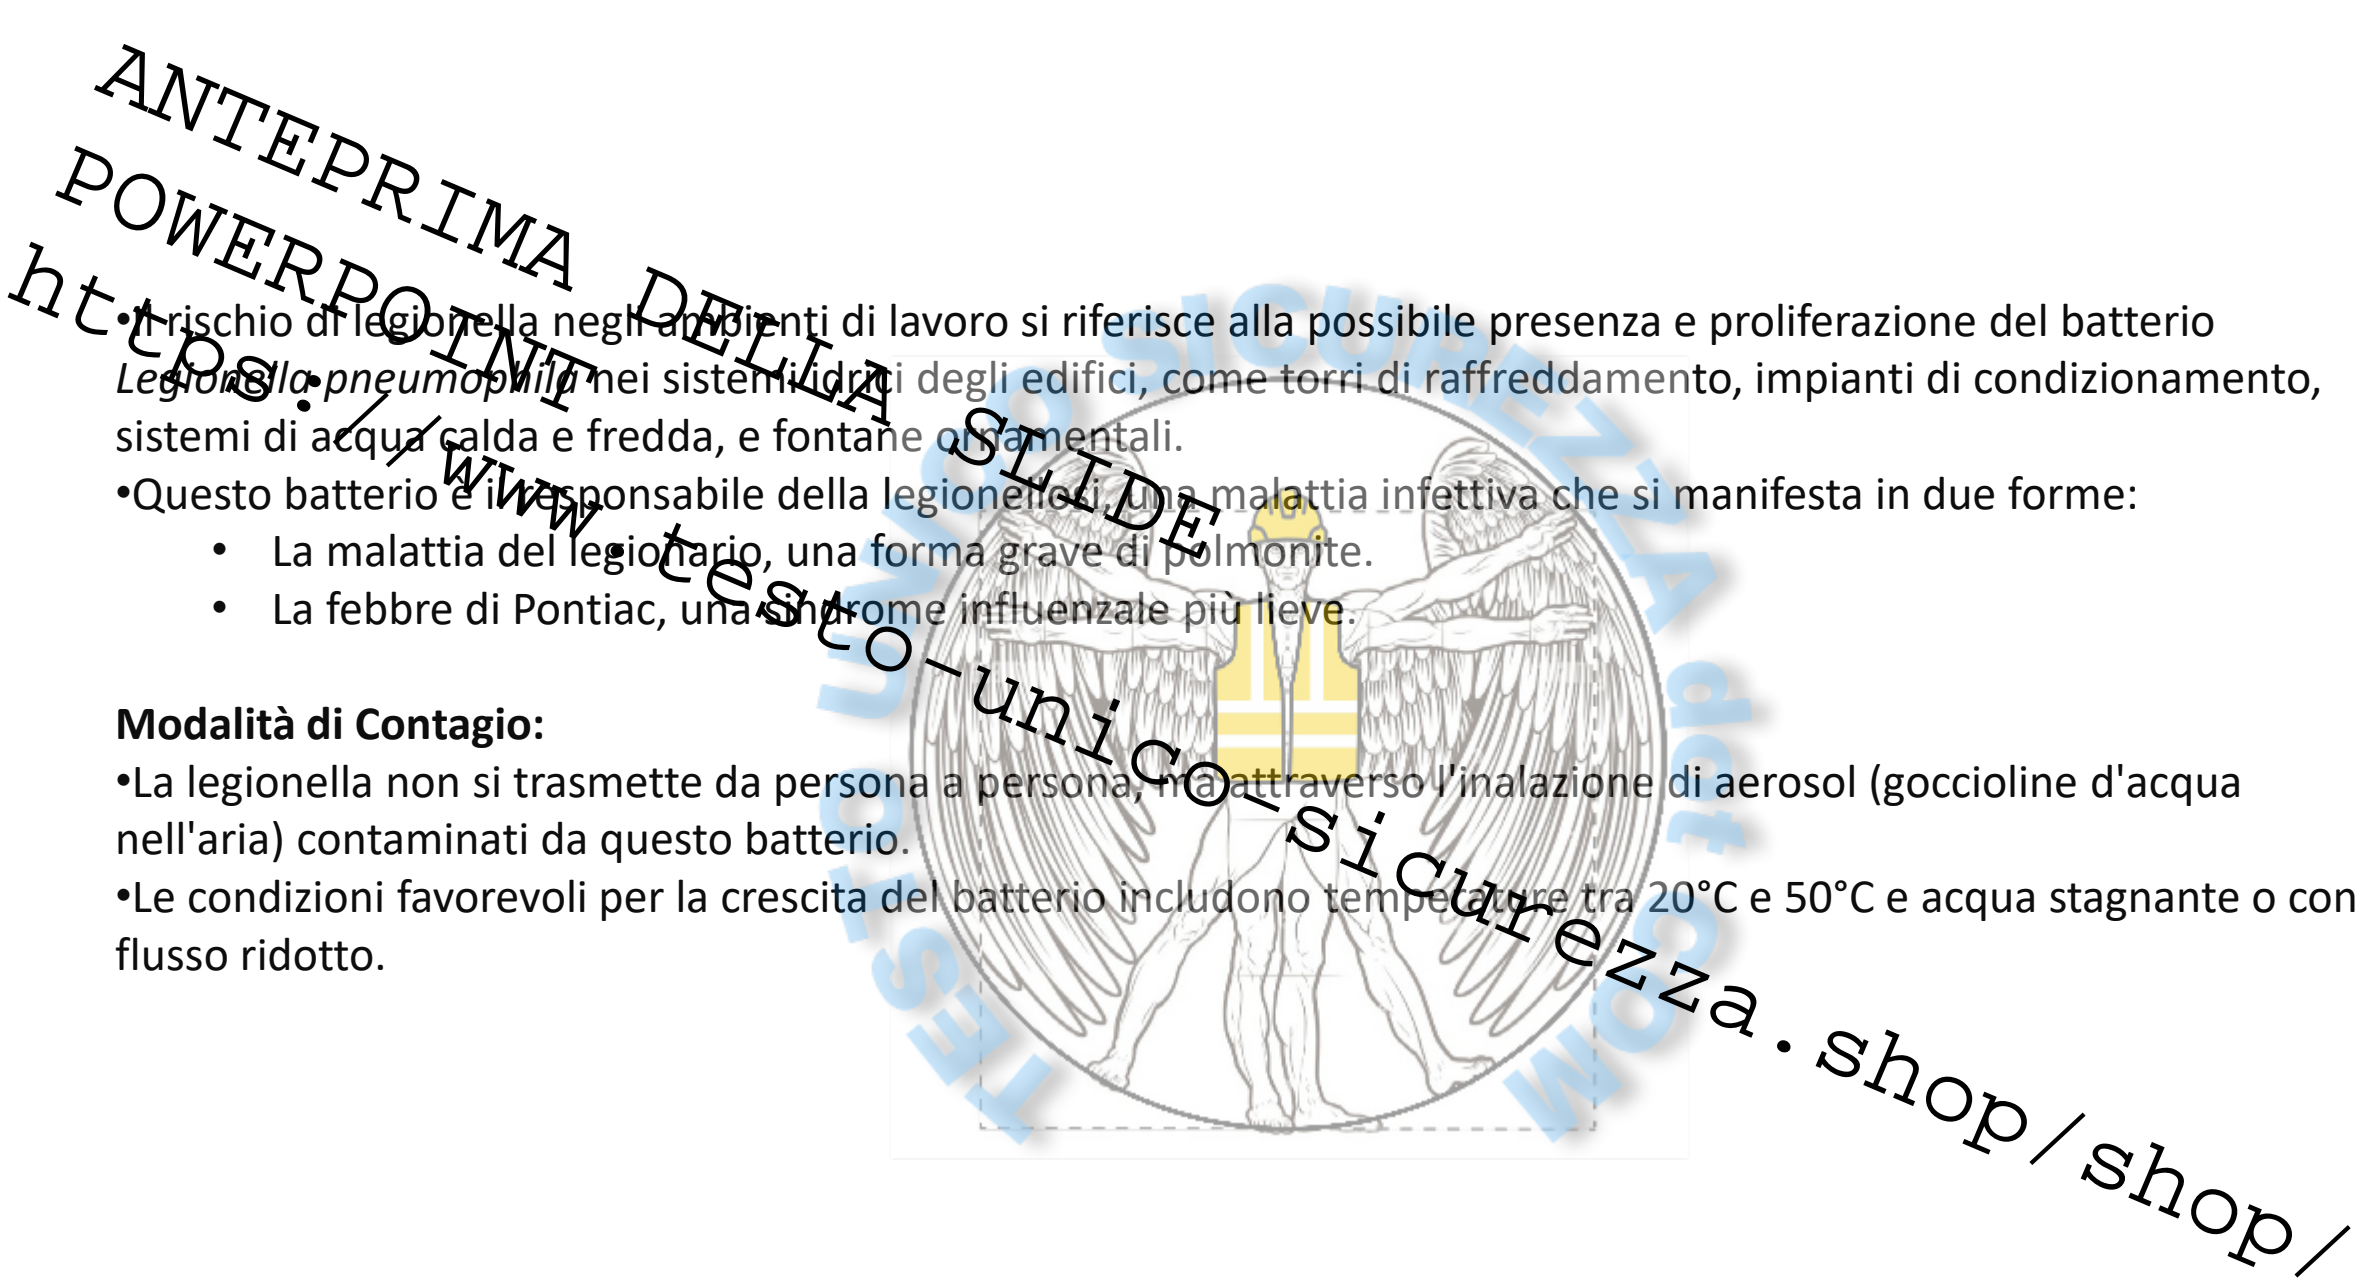 ANTEPRIMA DELLA SLIDE
POWERPOINT
https://www.testo-unico-sicurezza.shop/shop/
•Il rischio di legionella negli ambienti di lavoro si riferisce alla possibile presenza e proliferazione del batterio
Legionella pneumophila nei sistemi idrici degli edifici, come torri di raffreddamento, impianti di condizionamento,
sistemi di acqua calda e fredda, e fontane ornamentali.
•Questo batterio è il responsabile della legionellosi, una malattia infettiva che si manifesta in due forme:
• La malattia del legionario, una forma grave di polmonite.
• La febbre di Pontiac, una sindrome influenzale più lieve.
Modalità di Contagio:
•La legionella non si trasmette da persona a persona, ma attraverso l'inalazione di aerosol (goccioline d'acqua
nell'aria) contaminati da questo batterio.
•Le condizioni favorevoli per la crescita del batterio includono temperature tra 20°C e 50°C e acqua stagnante o con
flusso ridotto.
TESTO UNICO SICUREZZA dot COM